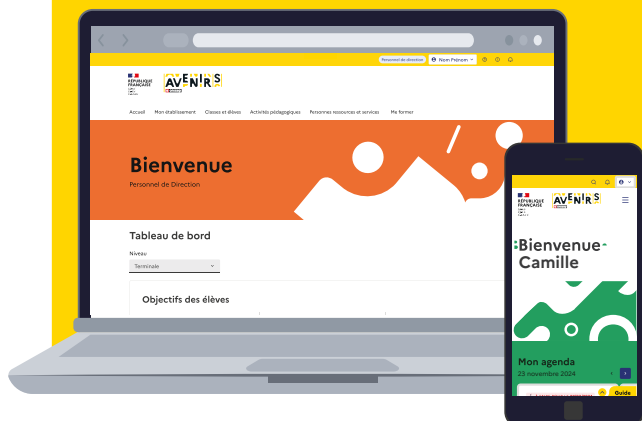 Personnel de direction
Nom Prénom
RÉPUBLIQUE
FRANÇAISE
AVENIRS
Accueil Mon établissement Classes et élèves Activités pédagogiques Personnes ressources et services Me former
Bienvenue
Personnel de Direction
Tableau de bord
Niveau
Terminale
Objectifs des élèves
RÉPUBLIQUE
FRANÇAISE
AVENIRS
Bienvenue
Camille
Mon agenda
23 novembre 2024
Guide